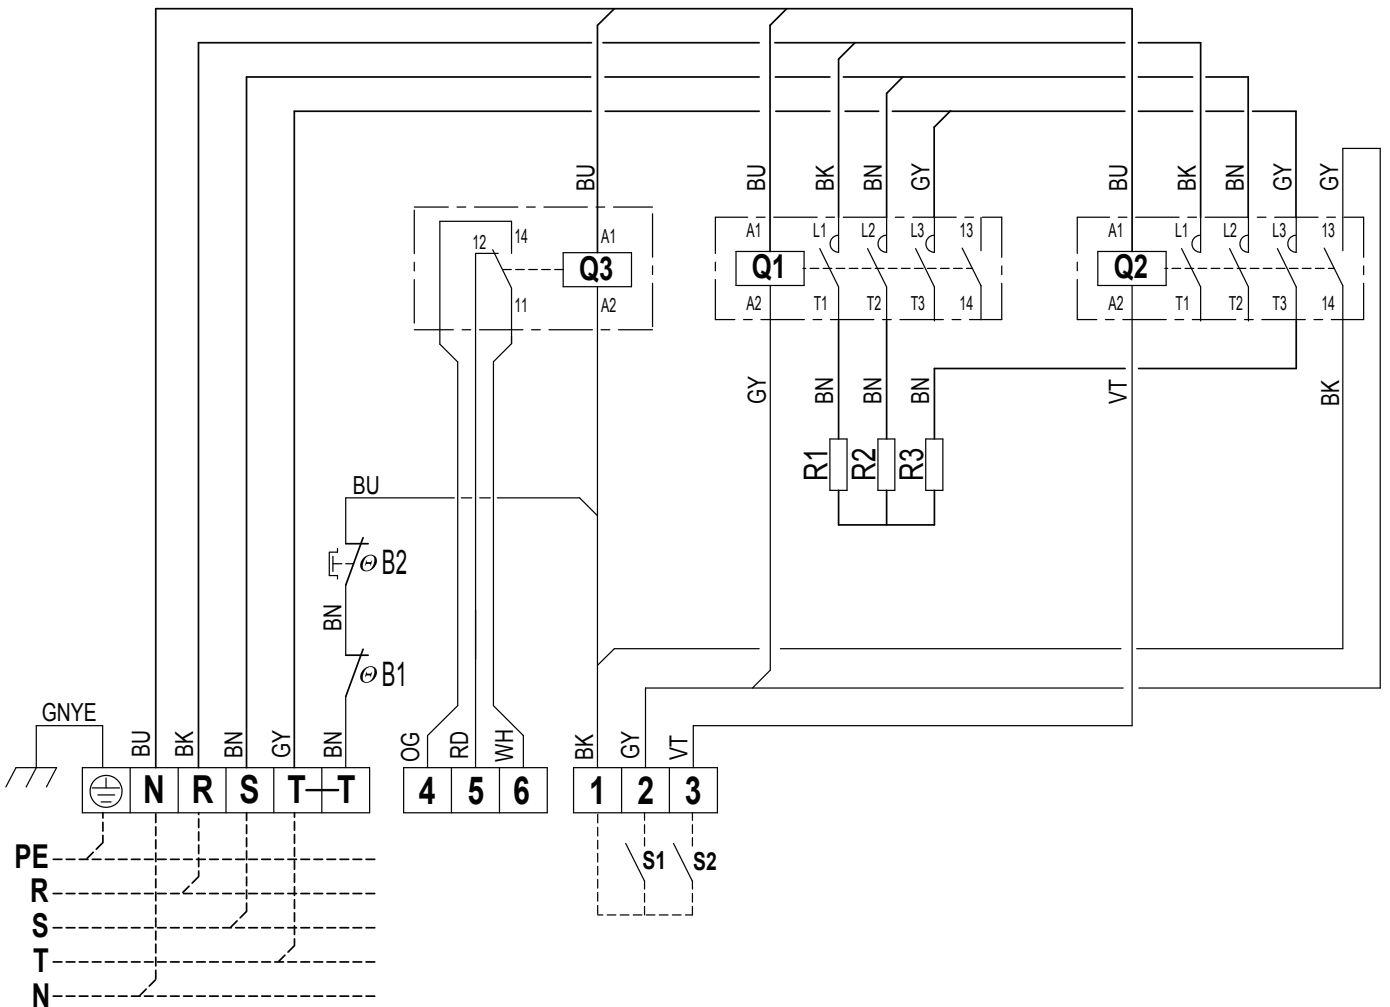 BU BU BK BN GY BU BK BN GY GY
A1 L1 L2 L3 13 A1 L1 L2 L3 13
12 14 A1
Q3 Q1 Q2
11 A2 A2 T1 T2 T3 14 A2 T1 T2 T3 14
GY BN BN BN VT BK
R1 R2 R3
BU
Θ B2
BN
Θ B1
GNYE
BU BK BN GY BN OG RD WH BK GY VT
N R S T T 4 5 6 1 2 3
PE S1 S2
R
S
T
N